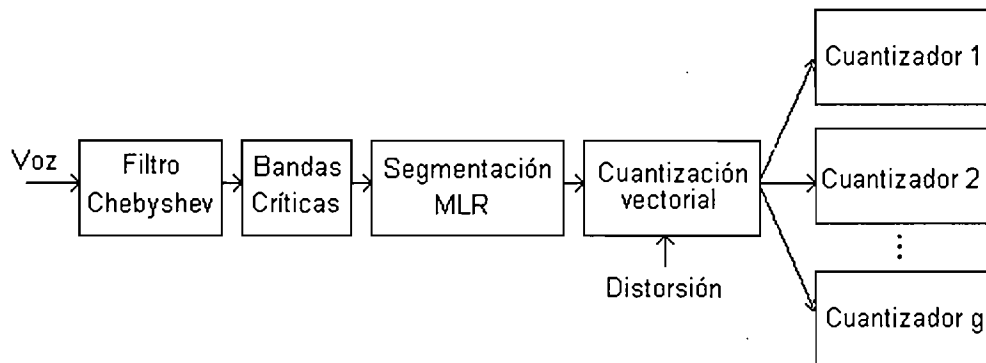 Voz
Filtro
Chebyshev
Bandas
Críticas
Segmentación
MLR
Cuantización
vectorial
Distorsión
Cuantizador 1
Cuantizador 2
⋮
Cuantizador g